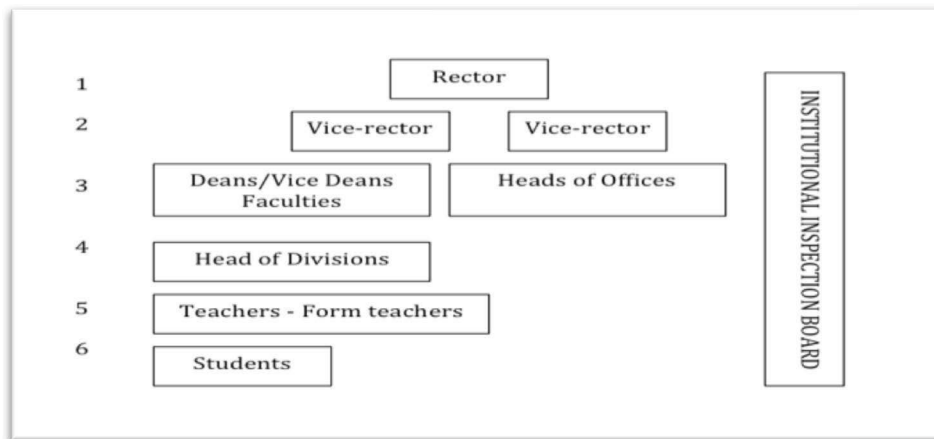 1
Rector
2
Vice-rector
Vice-rector
3
Deans/Vice Deans
Faculties
Heads of Offices
4
Head of Divisions
5
Teachers - Form teachers
6
Students
INSTITUTIONAL INSPECTION BOARD